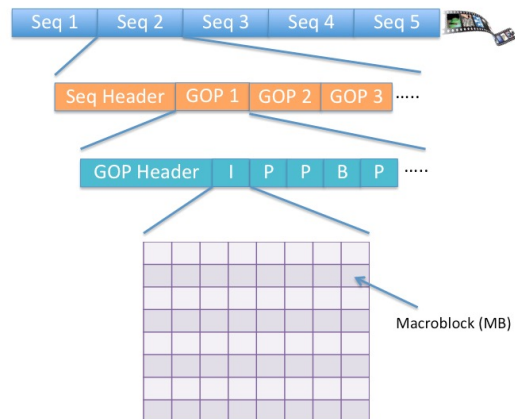 Seq 1 Seq 2 Seq 3 Seq 4 Seq 5
Seq Header GOP 1 GOP 2 GOP 3 .....
GOP Header I P P B P .....
Macroblock (MB)